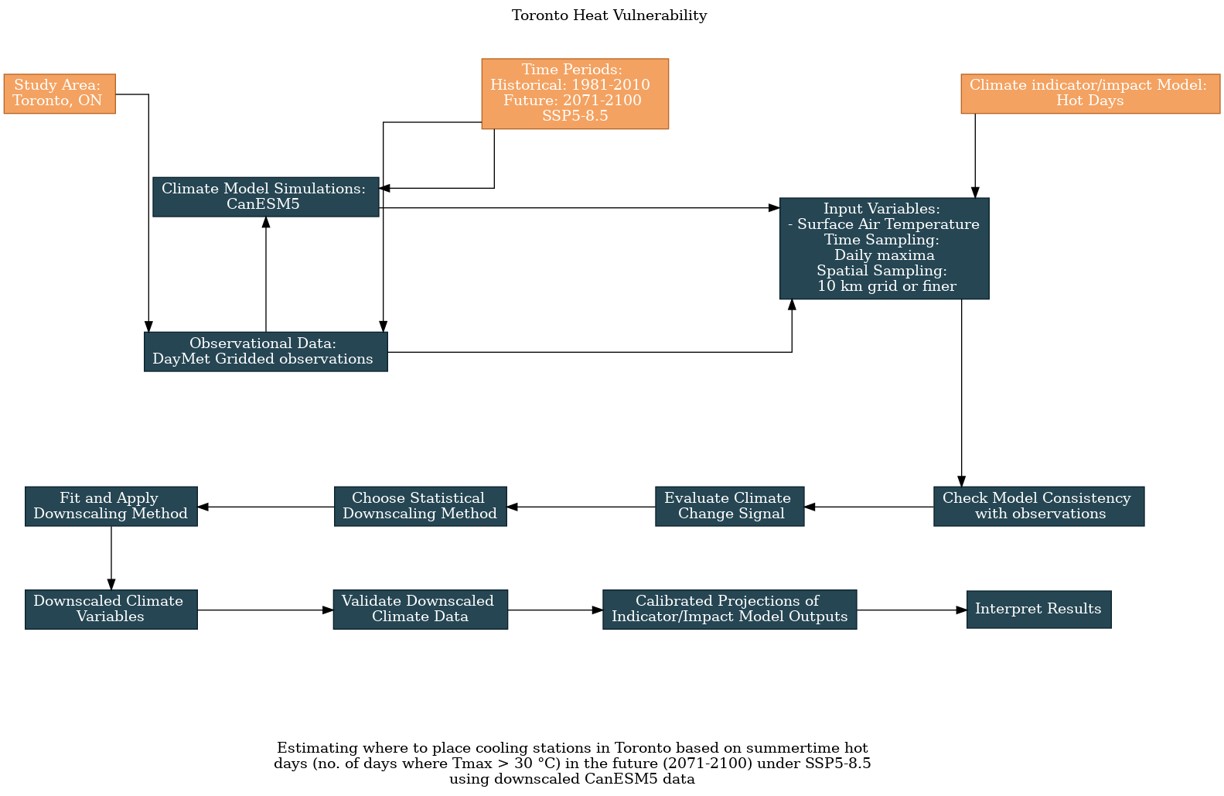 Toronto Heat Vulnerability
Study Area:
Toronto, ON
Time Periods:
Historical: 1981-2010
Future: 2071-2100
SSP5-8.5
Climate indicator/impact Model:
Hot Days
Climate Model Simulations:
CanESM5
Input Variables:
- Surface Air Temperature
Time Sampling:
Daily maxima
Spatial Sampling:
10 km grid or finer
Observational Data:
DayMet Gridded observations
Fit and Apply
Downscaling Method
Choose Statistical
Downscaling Method
Evaluate Climate
Change Signal
Check Model Consistency
with observations
Downscaled Climate
Variables
Validate Downscaled
Climate Data
Calibrated Projections of
Indicator/Impact Model Outputs
Interpret Results
Estimating where to place cooling stations in Toronto based on summertime hot
days (no. of days where Tmax > 30 °C) in the future (2071-2100) under SSP5-8.5
using downscaled CanESM5 data